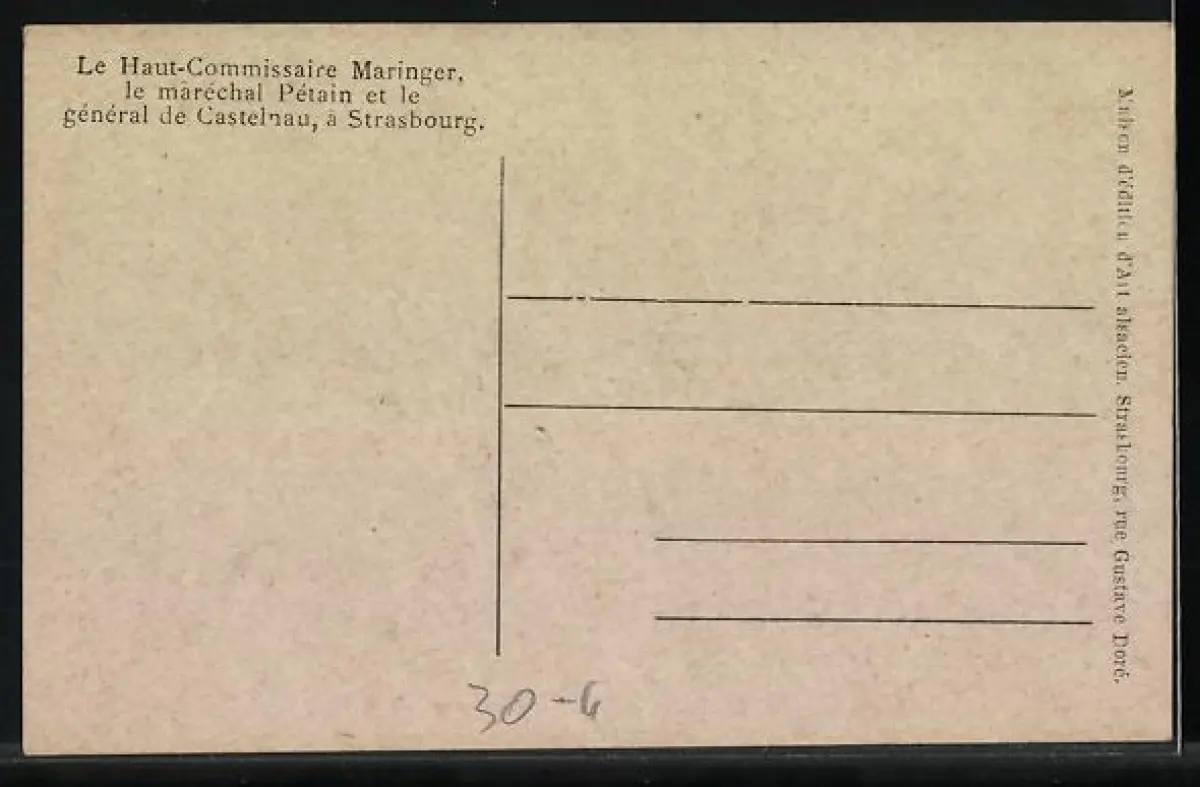 Le Haut-Commissaire Maringer,
le maréchal Pétain et le
général de Castelnau, à Strasbourg.
Maison d'édition d'Art alsacien. Strasbourg, rue Gustave Doré.
30-